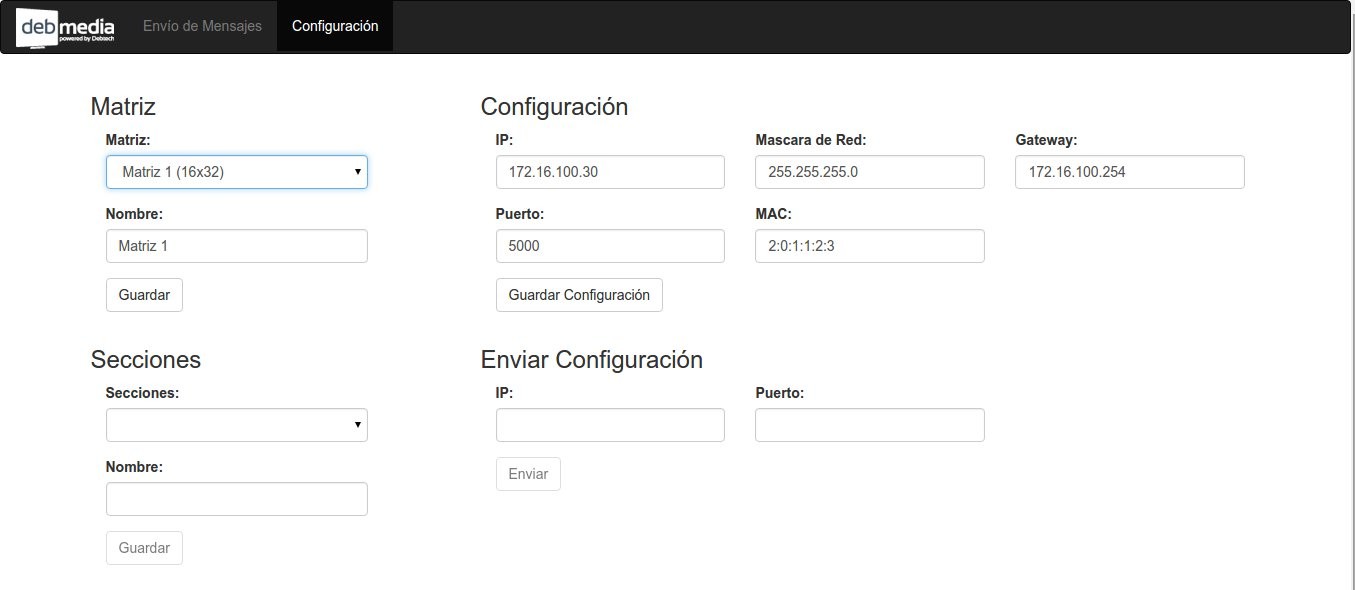 debmedia
powered by Debtech
Envío de Mensajes
Configuración
Matriz
Matriz:
Matriz 1 (16x32)
Nombre:
Matriz 1
Guardar
Configuración
IP:
Mascara de Red:
Gateway:
172.16.100.30
255.255.255.0
172.16.100.254
Puerto:
MAC:
5000
2:0:1:1:2:3
Guardar Configuración
Secciones
Secciones:
Nombre:
Guardar
Enviar Configuración
IP:
Puerto:
Enviar